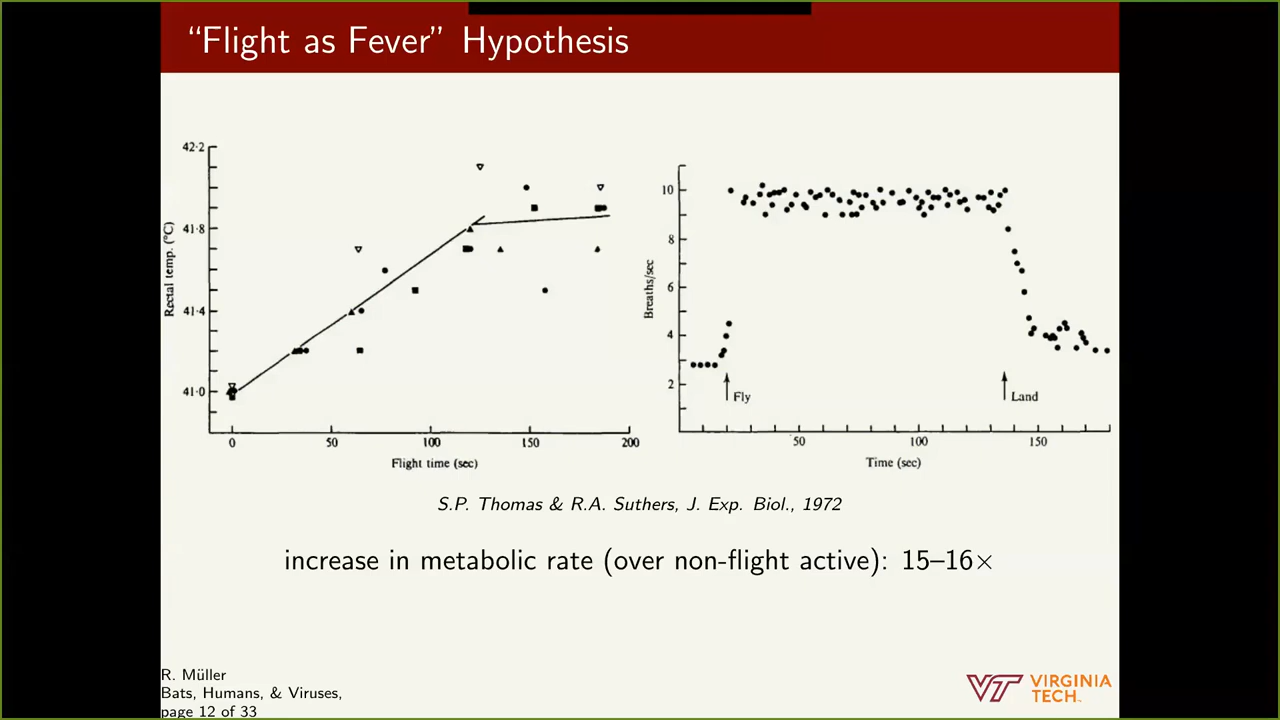 “Flight as Fever” Hypothesis
42·2
41·8
41·4
41·0
Rectal temp. (°C)
0 50 100 150 200
Flight time (sec)
10
8
6
4
2
Breaths/sec
Fly
Land
50 100 150
Time (sec)
S.P. Thomas & R.A. Suthers, J. Exp. Biol., 1972
increase in metabolic rate (over non-flight active): 15–16×
R. Müller
Bats, Humans, & Viruses,
page 12 of 33
VT VIRGINIA
TECH